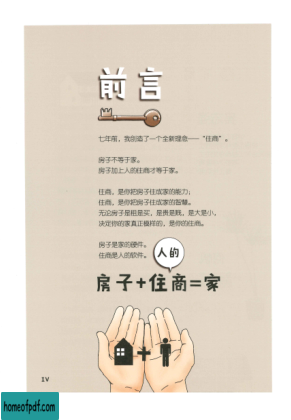 前言
七年前，我创造了一个全新理念——“住商”。
房子不等于家。
房子加上人的住商才等于家。
住商，是你把房子住成家的能力；
住商，是你把房子住成家的智慧。
无论房子是租是买，是贵是贱，是大是小，
决定你的家真正模样的，是你的住商。
房子是家的硬件。
住商是人的软件。
人的
房子+住商=家
IV
homeofpdf.com